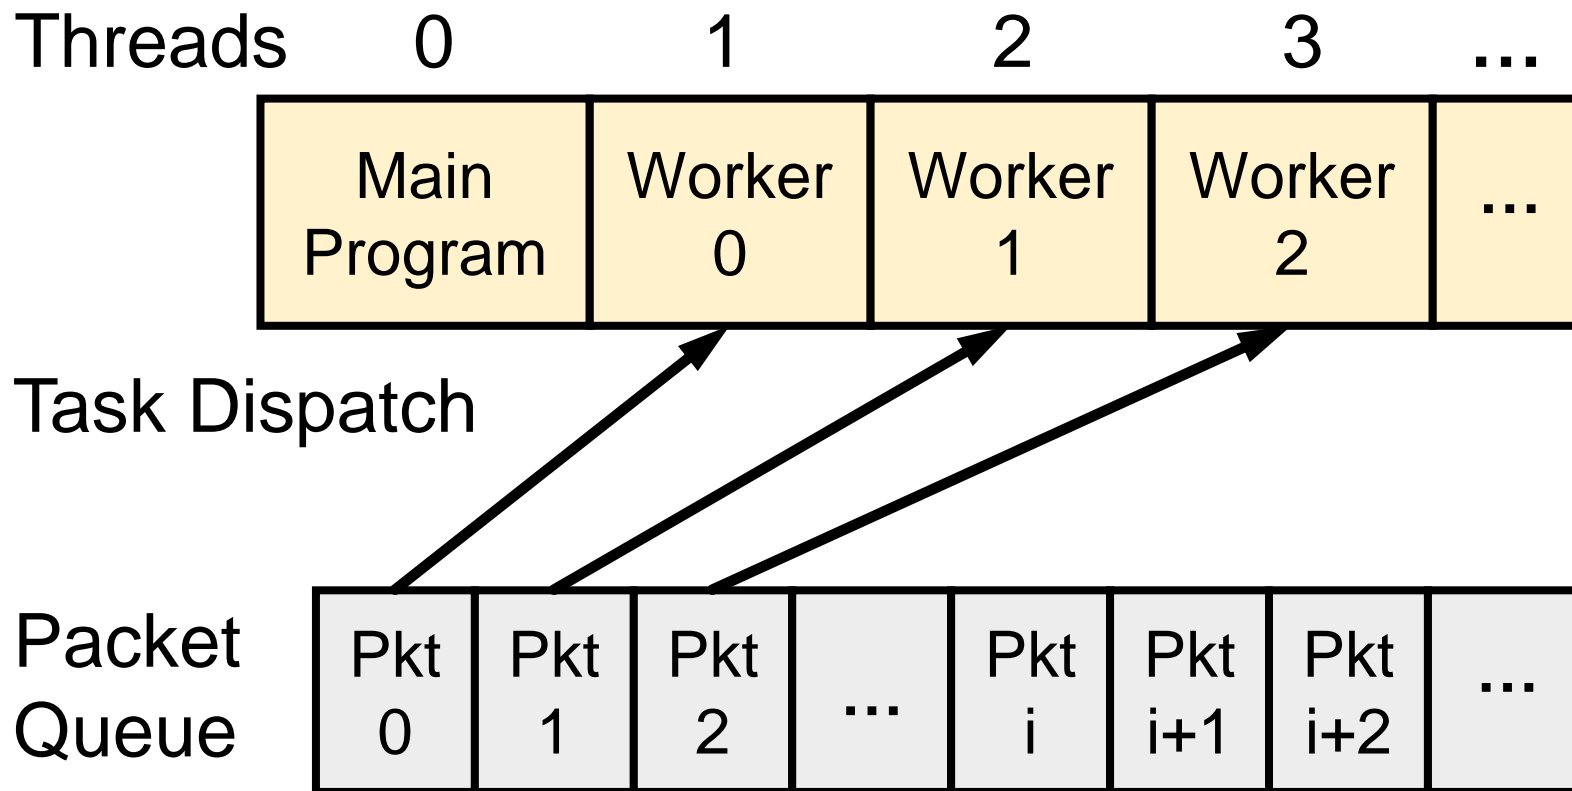 Threads 0 1 2 3 ...
Main Worker Worker Worker ...
Program 0 1 2
Task Dispatch
Packet Pkt Pkt Pkt ... Pkt Pkt Pkt ...
Queue 0 1 2 i i+1 i+2